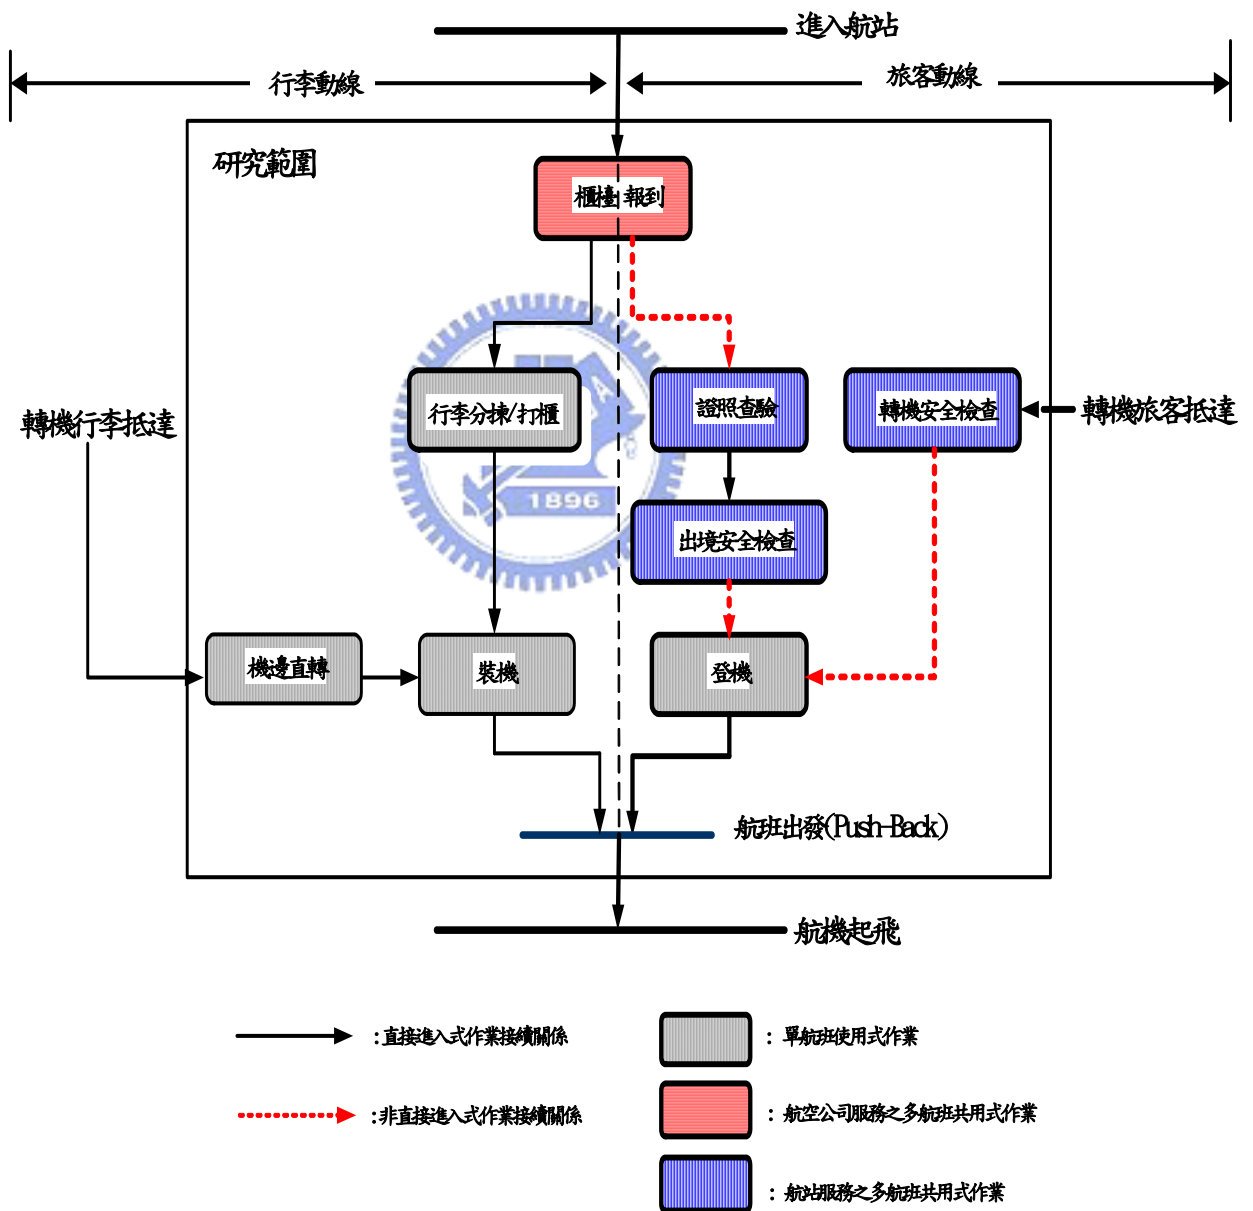 進入航站
行李動線
旅客動線
研究範圍
櫃檯 報到
行李分揀/打櫃
證照查驗
轉機安全檢查
轉機行李抵達
轉機旅客抵達
1896
出境安全檢查
機邊直轉
裝機
登機
航班出發(Push-Back)
航機起飛
:直接進入式作業接續關係
: 單航班使用式作業
:非直接進入式作業接續關係
: 航空公司服務之多航班共用式作業
: 航站服務之多航班共用式作業